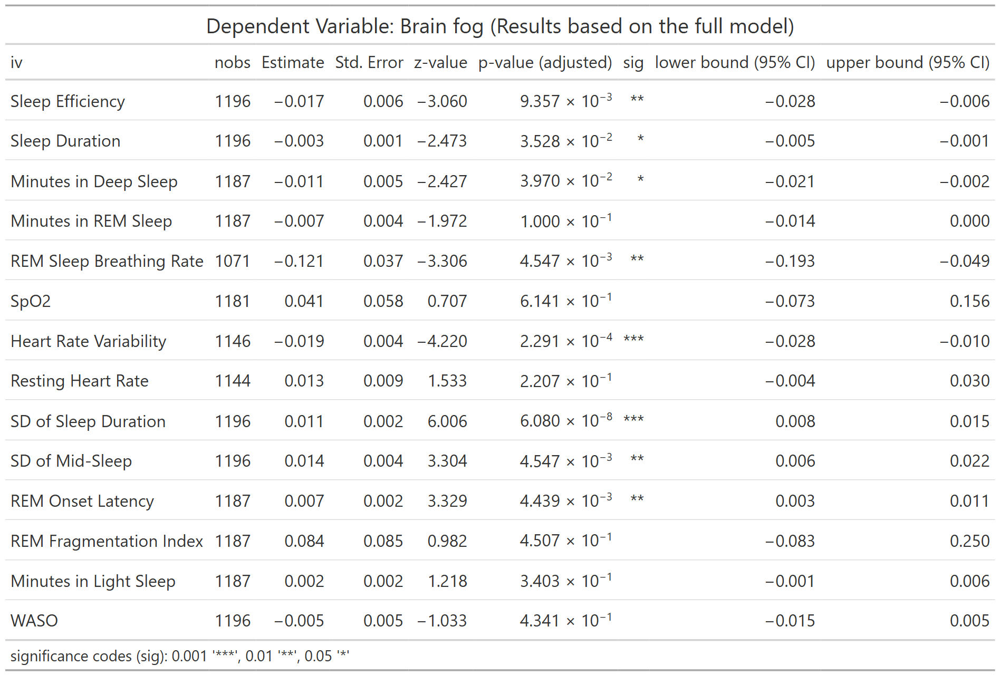 Dependent Variable: Brain fog (Results based on the full model)
iv nobs Estimate Std. Error z-value p-value (adjusted) sig lower bound (95% CI) upper bound (95% CI)
Sleep Efficiency 1196 −0.017 0.006 −3.060 9.357 × 10⁻³ ** −0.028 −0.006
Sleep Duration 1196 −0.003 0.001 −2.473 3.528 × 10⁻² * −0.005 −0.001
Minutes in Deep Sleep 1187 −0.011 0.005 −2.427 3.970 × 10⁻² * −0.021 −0.002
Minutes in REM Sleep 1187 −0.007 0.004 −1.972 1.000 × 10⁻¹ −0.014 0.000
REM Sleep Breathing Rate 1071 −0.121 0.037 −3.306 4.547 × 10⁻³ ** −0.193 −0.049
SpO2 1181 0.041 0.058 0.707 6.141 × 10⁻¹ −0.073 0.156
Heart Rate Variability 1146 −0.019 0.004 −4.220 2.291 × 10⁻⁴ *** −0.028 −0.010
Resting Heart Rate 1144 0.013 0.009 1.533 2.207 × 10⁻¹ −0.004 0.030
SD of Sleep Duration 1196 0.011 0.002 6.006 6.080 × 10⁻⁸ *** 0.008 0.015
SD of Mid-Sleep 1196 0.014 0.004 3.304 4.547 × 10⁻³ ** 0.006 0.022
REM Onset Latency 1187 0.007 0.002 3.329 4.439 × 10⁻³ ** 0.003 0.011
REM Fragmentation Index 1187 0.084 0.085 0.982 4.507 × 10⁻¹ −0.083 0.250
Minutes in Light Sleep 1187 0.002 0.002 1.218 3.403 × 10⁻¹ −0.001 0.006
WASO 1196 −0.005 0.005 −1.033 4.341 × 10⁻¹ −0.015 0.005
significance codes (sig): 0.001 '***', 0.01 '**', 0.05 '*'